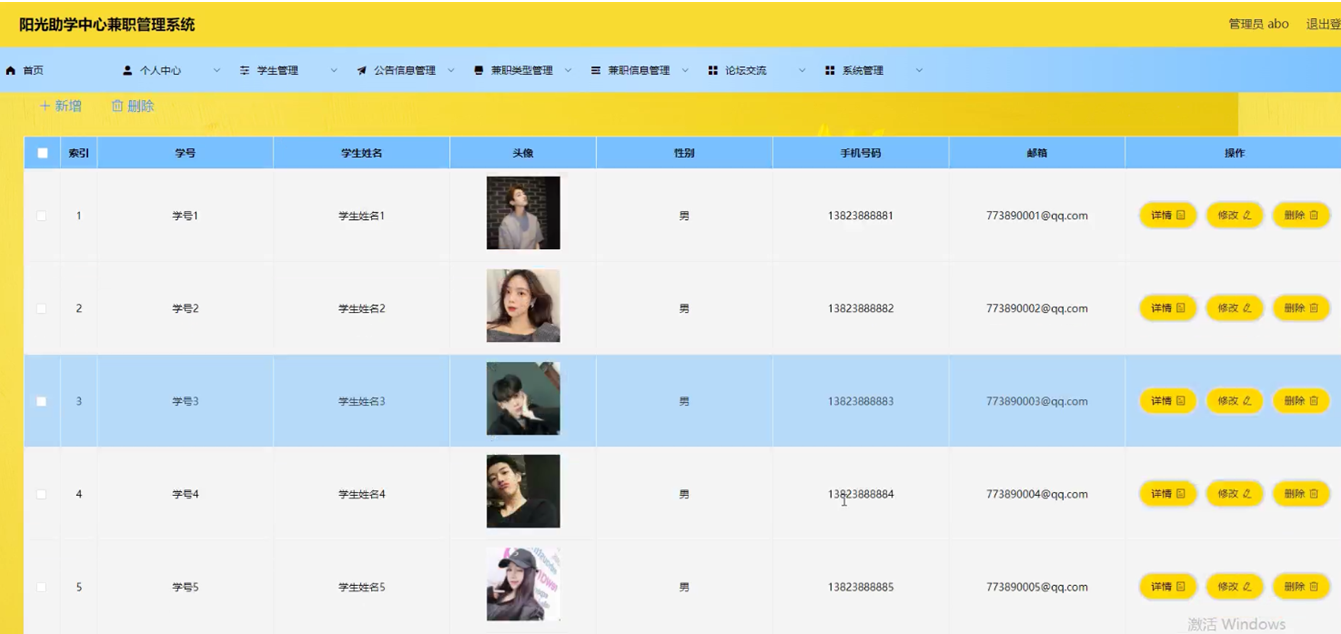 阳光助学中心兼职管理系统
管理员 abo 退出登
首页 个人中心 学生管理 公告信息管理 兼职类型管理 兼职信息管理 论坛交流 系统管理
+ 新增 删除
索引 学号 学生姓名 头像 性别 手机号码 邮箱 操作
1 学号1 学生姓名1 男 13823888881 773890001@qq.com 详情 修改 删除
2 学号2 学生姓名2 男 13823888882 773890002@qq.com 详情 修改 删除
3 学号3 学生姓名3 男 13823888883 773890003@qq.com 详情 修改 删除
4 学号4 学生姓名4 男 13823888884 773890004@qq.com 详情 修改 删除
5 学号5 学生姓名5 男 13823888885 773890005@qq.com 详情 修改 删除
激活 Windows